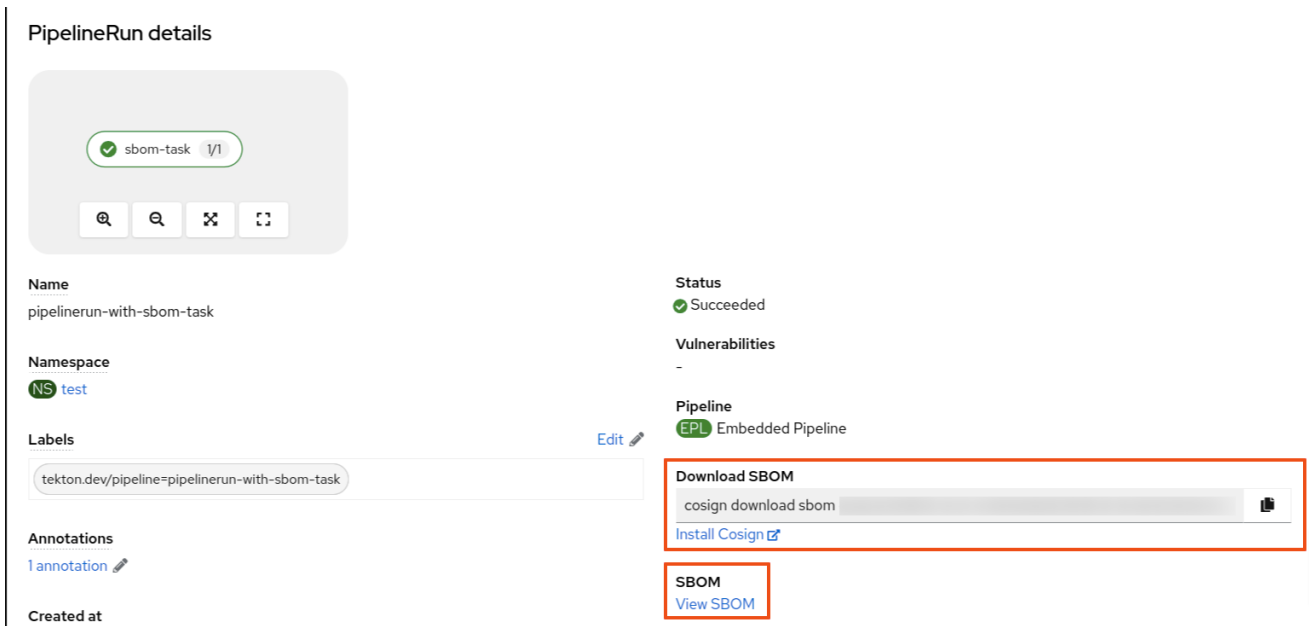 PipelineRun details
sbom-task 1/1
Name
pipelinerun-with-sbom-task
Namespace
NS test
Labels
Edit
tekton.dev/pipeline=pipelinerun-with-sbom-task
Annotations
1 annotation
Created at
Status
Succeeded
Vulnerabilities
-
Pipeline
EPL Embedded Pipeline
Download SBOM
cosign download sbom
Install Cosign
SBOM
View SBOM